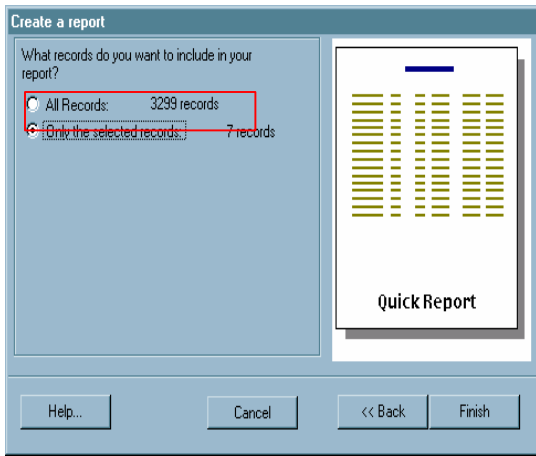 Create a report
What records do you want to include in your
report?
All Records: 3299 records
Only the selected records: 7 records
Quick Report
Help... Cancel << Back Finish